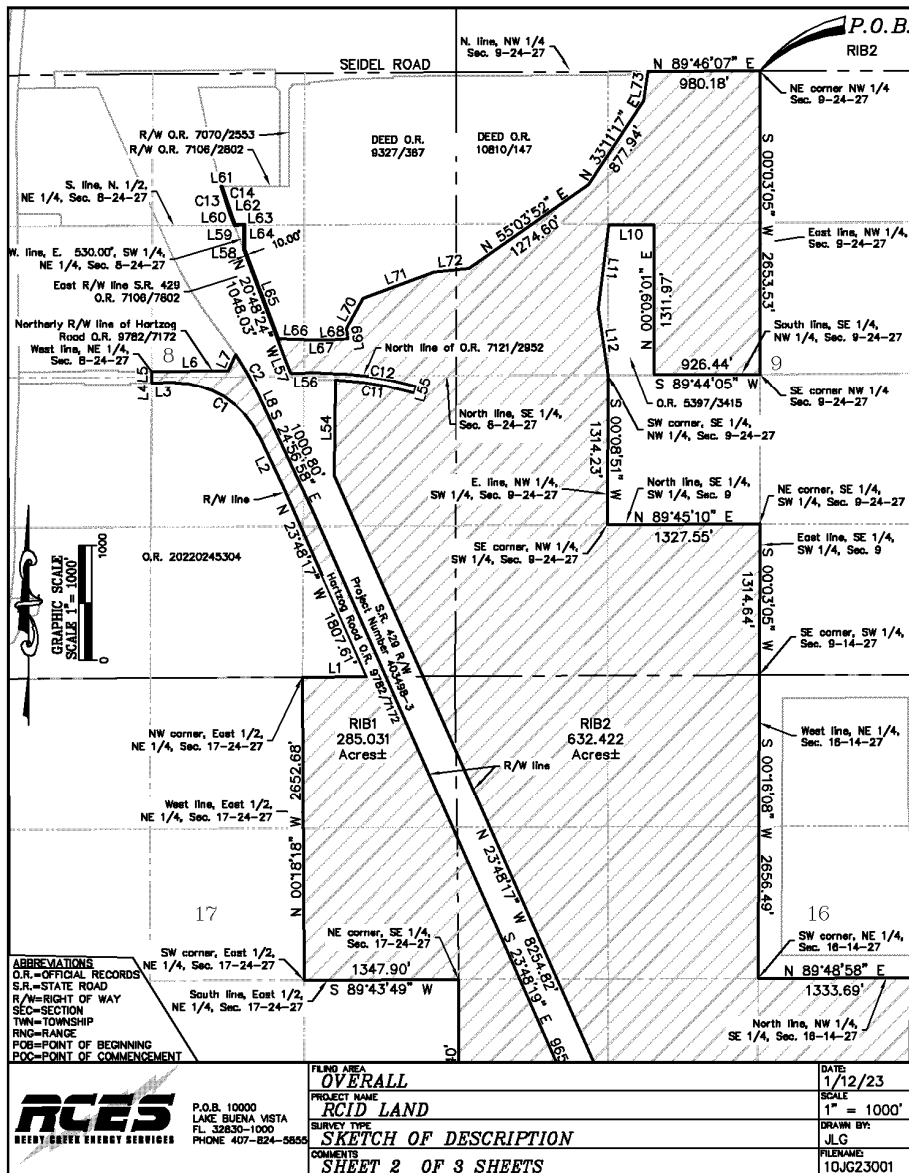 P.O.B.
RIB2
N. line, NW 1/4
Sec. 9-24-27
SEIDEL ROAD
N 89°46'07" E
980.18'
NE corner NW 1/4
Sec. 9-24-27
L73
R/W O.R. 7070/2553
R/W O.R. 7106/2802
DEED O.R.
9327/387
DEED O.R.
10810/147
N 33°11'17" E
877.94'
S 00°03'05" W
2653.53'
S. line, N. 1/2,
NE 1/4, Sec. 8-24-27
L61
C13
C14
L62
L60
L63
L59
L64
L58
10.00'
W. line, E. 530.00', SW 1/4,
NE 1/4, Sec. 8-24-27
East R/W line S.R. 429
O.R. 7106/7802
N 20°48'24" W
1048.03'
L65
N 55°03'52" E
1274.60'
L10
East line, NW 1/4
Sec. 9-24-27
L11
N 00°09'01" E
1311.97'
L71
L72
L70
L69
South line, SE 1/4,
NW 1/4, Sec. 9-24-27
Northerly R/W line of Hartzog
Road O.R. 9782/7172
West line, NE 1/4,
Sec. 8-24-27
8
L66
L68
L67
North line of O.R. 7121/2952
L12
926.44'
9
S 89°44'05" W
L4
L5
L6
L7
L3
C2
L57
L56
C12
C11
L55
O.R. 5397/3415
SE corner NW 1/4
Sec. 9-24-27
C1
L8
L54
North line, SE 1/4,
Sec. 8-24-27
SW corner, SE 1/4,
NW 1/4, Sec. 9-24-27
1000.80'
S 24°56'58" E
L2
1314.23'
S 00°08'51" W
R/W line
E. line, NW 1/4,
SW 1/4, Sec. 9-24-27
North line, SE 1/4,
SW 1/4, Sec. 9
NE corner, SE 1/4,
SW 1/4, Sec. 9-24-27
N 89°45'10" E
1327.55'
East line, SE 1/4,
SW 1/4, Sec. 9
SE corner, NW 1/4,
SW 1/4, Sec. 9-24-27
S 00°03'05" W
1314.64'
O.R. 20220245304
GRAPHIC SCALE
SCALE 1" = 1000'
0
1000
N 23°48'17" W 1807.61'
Hartzog Road O.R. 9782/7172
Project Number 403498-3
S.R. 429 R/W
SE corner, SW 1/4,
Sec. 9-14-27
L1
NW corner, East 1/2,
NE 1/4, Sec. 17-24-27
RIB1
285.031
Acres±
RIB2
632.422
Acres±
West line, NE 1/4,
Sec. 16-14-27
R/W line
West line, East 1/2,
NE 1/4, Sec. 17-24-27
N 00°18'18" W 2652.68'
S 00°16'08" W 2656.49'
N 23°48'17" W 8254.82'
S 23°48'19" E 965
17
16
NE corner, SE 1/4,
Sec. 17-24-27
SW corner, East 1/2,
NE 1/4, Sec. 17-24-27
1347.90'
S 89°43'49" W
South line, East 1/2,
NE 1/4, Sec. 17-24-27
SW corner, NE 1/4,
Sec. 16-14-27
N 89°48'58" E
1333.69'
North line, NW 1/4,
SE 1/4, Sec. 16-14-27
40'
ABBREVIATIONS
O.R.=OFFICIAL RECORDS
S.R.=STATE ROAD
R/W=RIGHT OF WAY
SEC=SECTION
TWN=TOWNSHIP
RNG=RANGE
POB=POINT OF BEGINNING
POC=POINT OF COMMENCEMENT
RCES
REEDY CREEK ENERGY SERVICES
P.O.B. 10000
LAKE BUENA VISTA
FL. 32830-1000
PHONE 407-824-5855
FILING AREA
OVERALL
PROJECT NAME
RCID LAND
SURVEY TYPE
SKETCH OF DESCRIPTION
COMMENTS
SHEET 2 OF 3 SHEETS
DATE:
1/12/23
SCALE
1" = 1000'
DRAWN BY:
JLG
FILENAME:
10JG23001